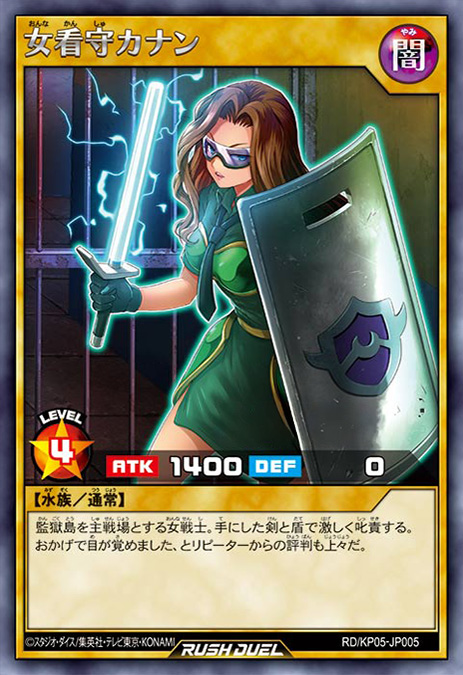 女看守カナン
闇
LEVEL
4
ATK 1400 DEF 0
【水族／通常】
監獄島を主戦場とする女戦士。手にした剣と盾で激しく叱責する。
おかげで目が覚めました、とリピーターからの評判も上々だ。
©スタジオ・ダイス/集英社・テレビ東京・KONAMI
RUSH DUEL
RD/KP05-JP005